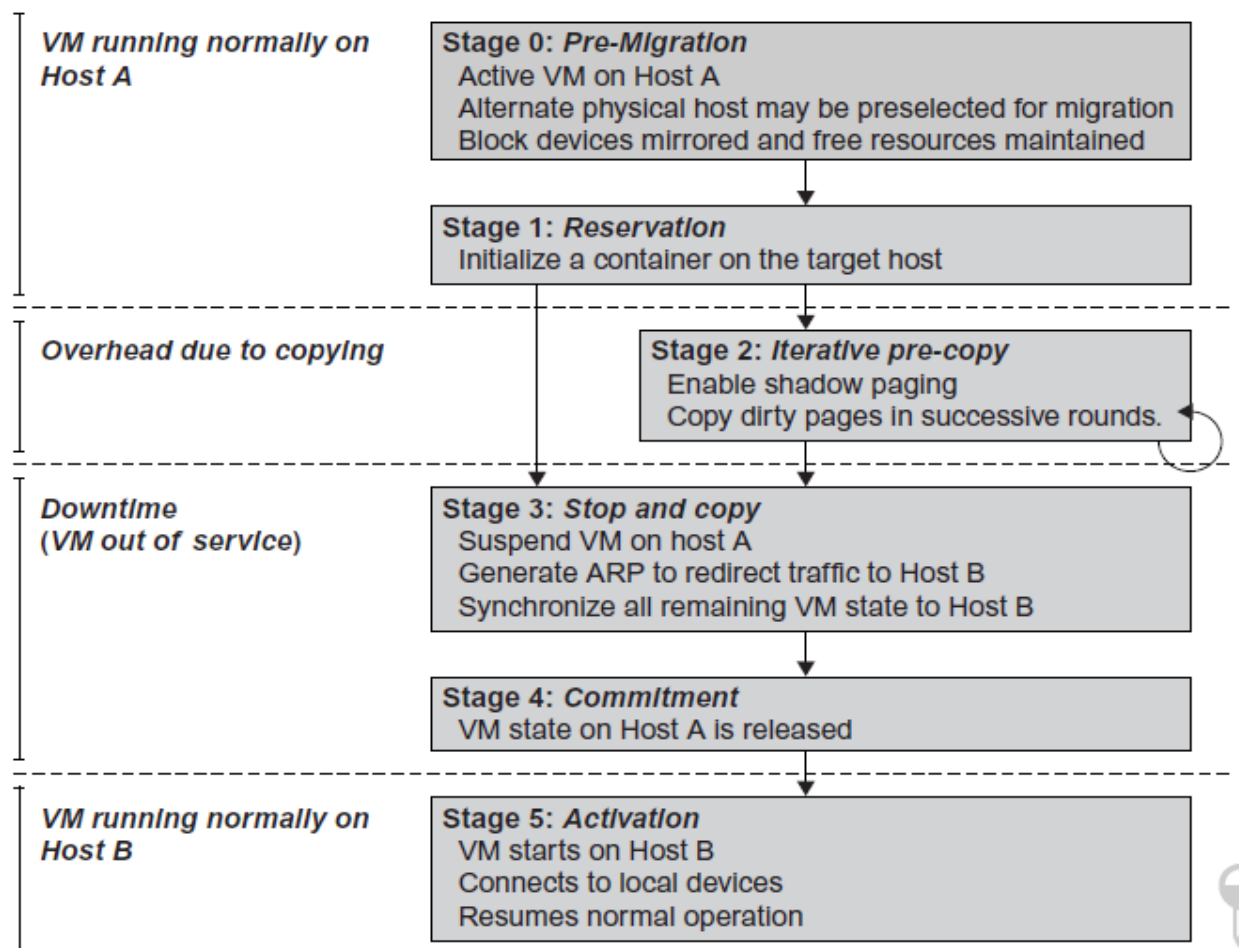 VM running normally on
Host A
Stage 0: Pre-Migration
Active VM on Host A
Alternate physical host may be preselected for migration
Block devices mirrored and free resources maintained
Stage 1: Reservation
Initialize a container on the target host
Overhead due to copying
Stage 2: Iterative pre-copy
Enable shadow paging
Copy dirty pages in successive rounds.
Downtime
(VM out of service)
Stage 3: Stop and copy
Suspend VM on host A
Generate ARP to redirect traffic to Host B
Synchronize all remaining VM state to Host B
Stage 4: Commitment
VM state on Host A is released
VM running normally on
Host B
Stage 5: Activation
VM starts on Host B
Connects to local devices
Resumes normal operation